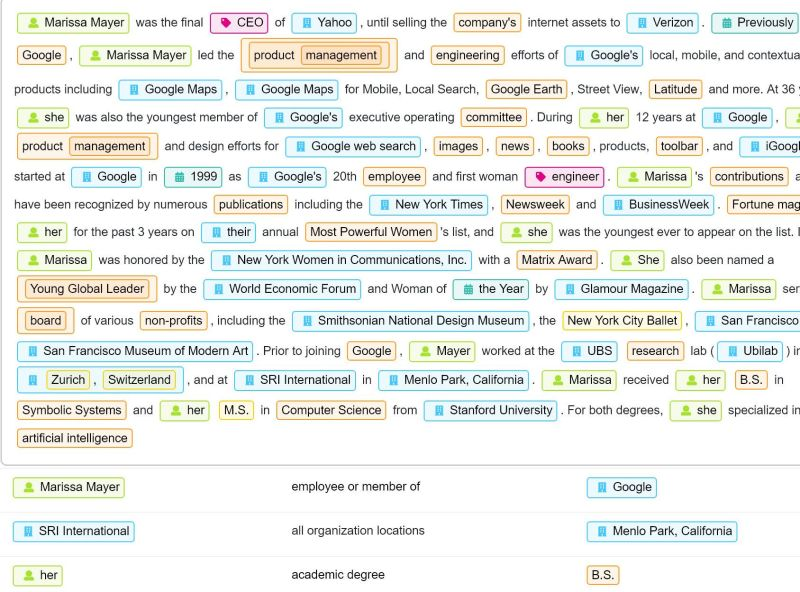 Marissa Mayer was the final CEO of Yahoo , until selling the company's internet assets to Verizon . Previously
Google , Marissa Mayer led the product management and engineering efforts of Google's local, mobile, and contextua
products including Google Maps , Google Maps for Mobile, Local Search, Google Earth , Street View, Latitude and more. At 36 y
she was also the youngest member of Google's executive operating committee . During her 12 years at Google ,
product management and design efforts for Google web search , images , news , books , products, toolbar , and iGoogl
started at Google in 1999 as Google's 20th employee and first woman engineer . Marissa 's contributions a
have been recognized by numerous publications including the New York Times , Newsweek and BusinessWeek . Fortune mag
her for the past 3 years on their annual Most Powerful Women 's list, and she was the youngest ever to appear on the list. I
Marissa was honored by the New York Women in Communications, Inc. with a Matrix Award . She also been named a
Young Global Leader by the World Economic Forum and Woman of the Year by Glamour Magazine . Marissa ser
board of various non-profits , including the Smithsonian National Design Museum , the New York City Ballet , San Francisco
San Francisco Museum of Modern Art . Prior to joining Google , Mayer worked at the UBS research lab ( Ubilab ) in
Zurich , Switzerland , and at SRI International in Menlo Park, California . Marissa received her B.S. in
Symbolic Systems and her M.S. in Computer Science from Stanford University . For both degrees, she specialized in
artificial intelligence
Marissa Mayer employee or member of Google
SRI International all organization locations Menlo Park, California
her academic degree B.S.